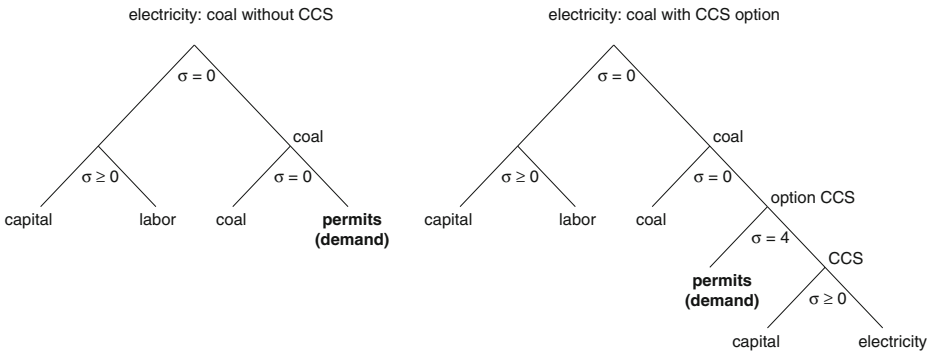 electricity: coal without CCS
σ = 0
coal
σ ≥ 0
σ = 0
capital
labor
coal
permits
(demand)
electricity: coal with CCS option
σ = 0
coal
σ ≥ 0
σ = 0
option CCS
capital
labor
coal
σ = 4
CCS
permits
(demand)
σ ≥ 0
capital
electricity